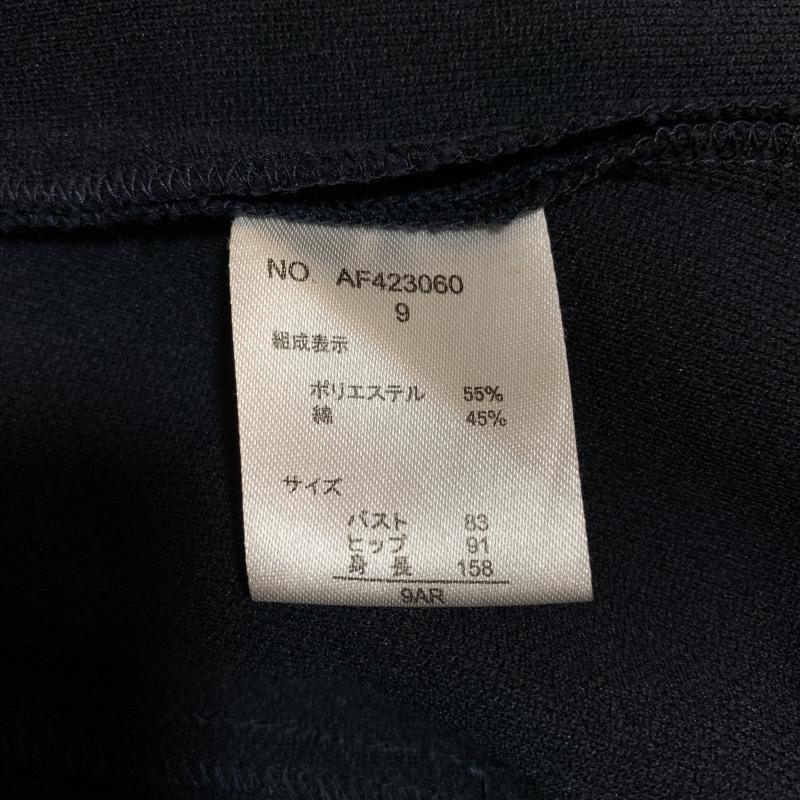 NO. AF423060
9
組成表示
ポリエステル 55%
綿 45%
サイズ
バスト 83
ヒップ 91
身長 158
9AR